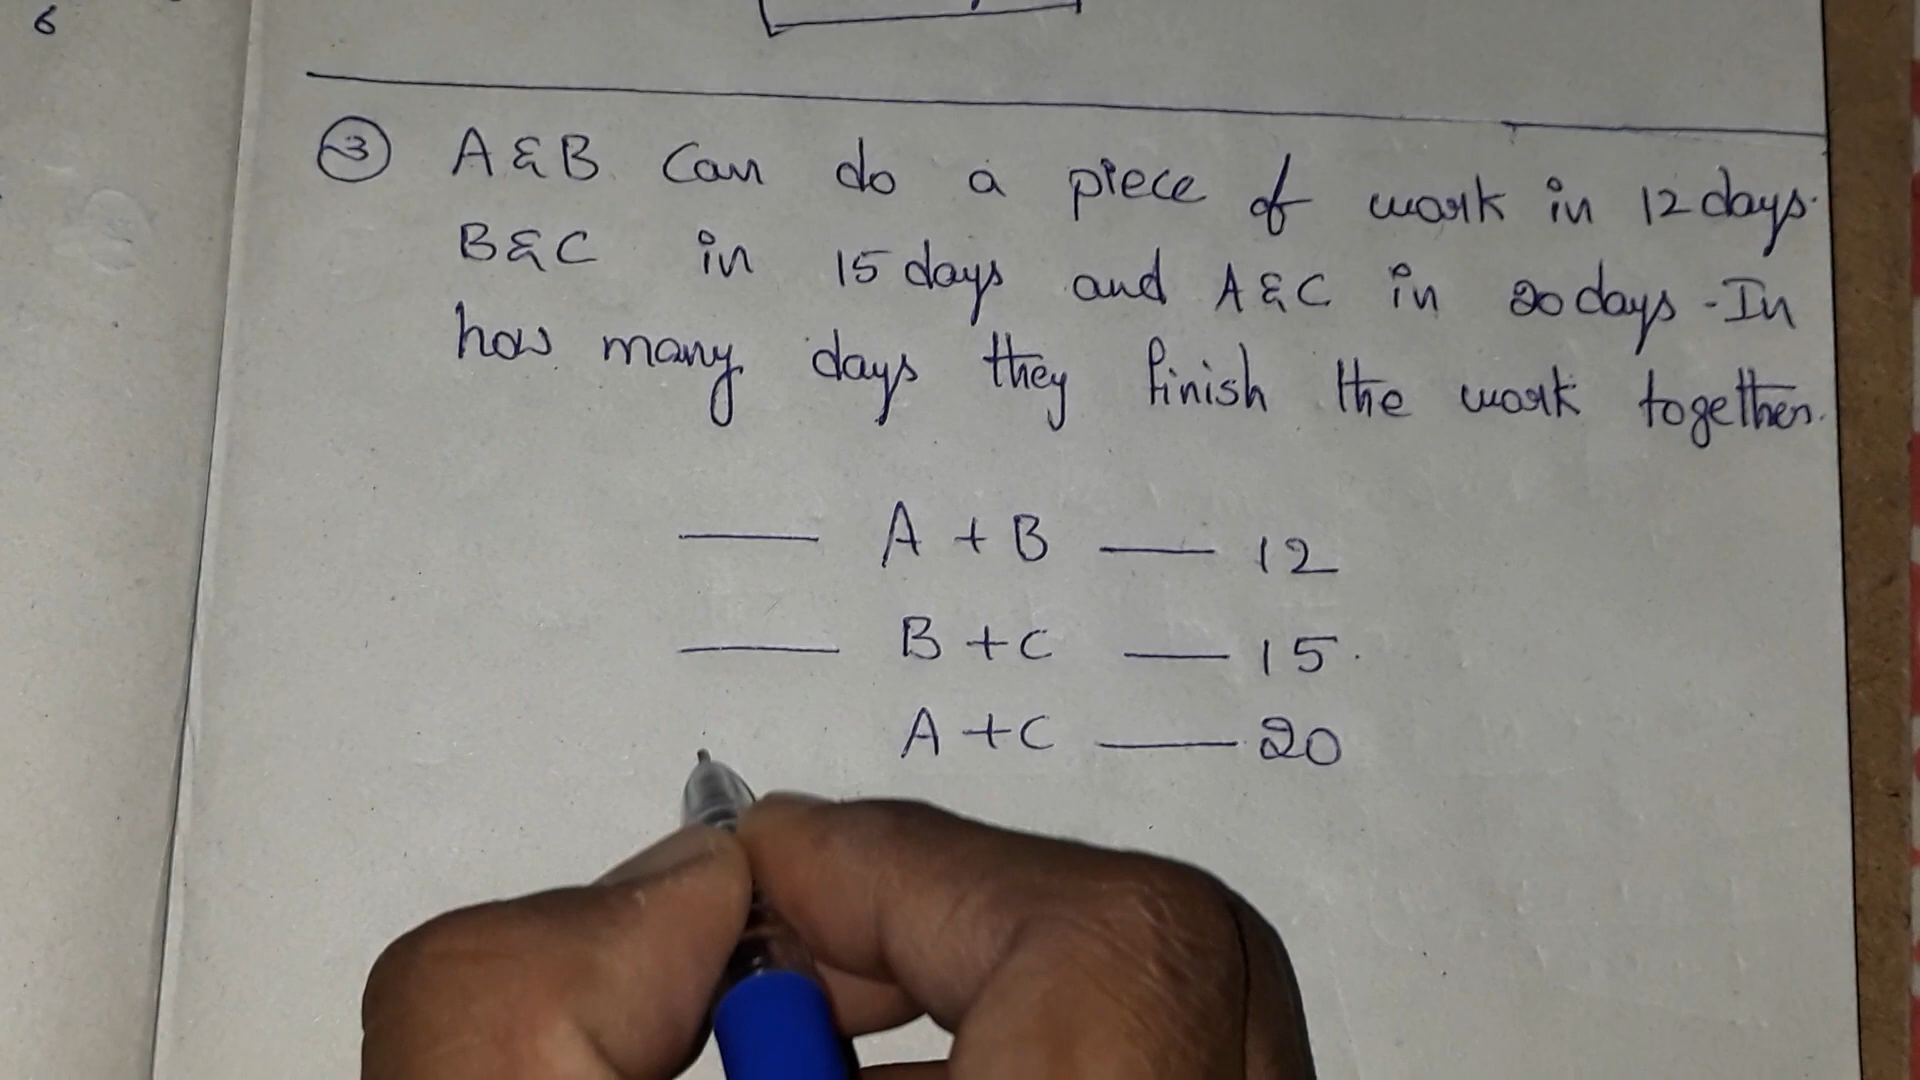 6
3 A & B Can do a piece of work in 12 days.
B & C in 15 days and A & C in 20 days - In
how many days they finish the work together.
— A + B — 12
— B + C — 15.
A + C — 20